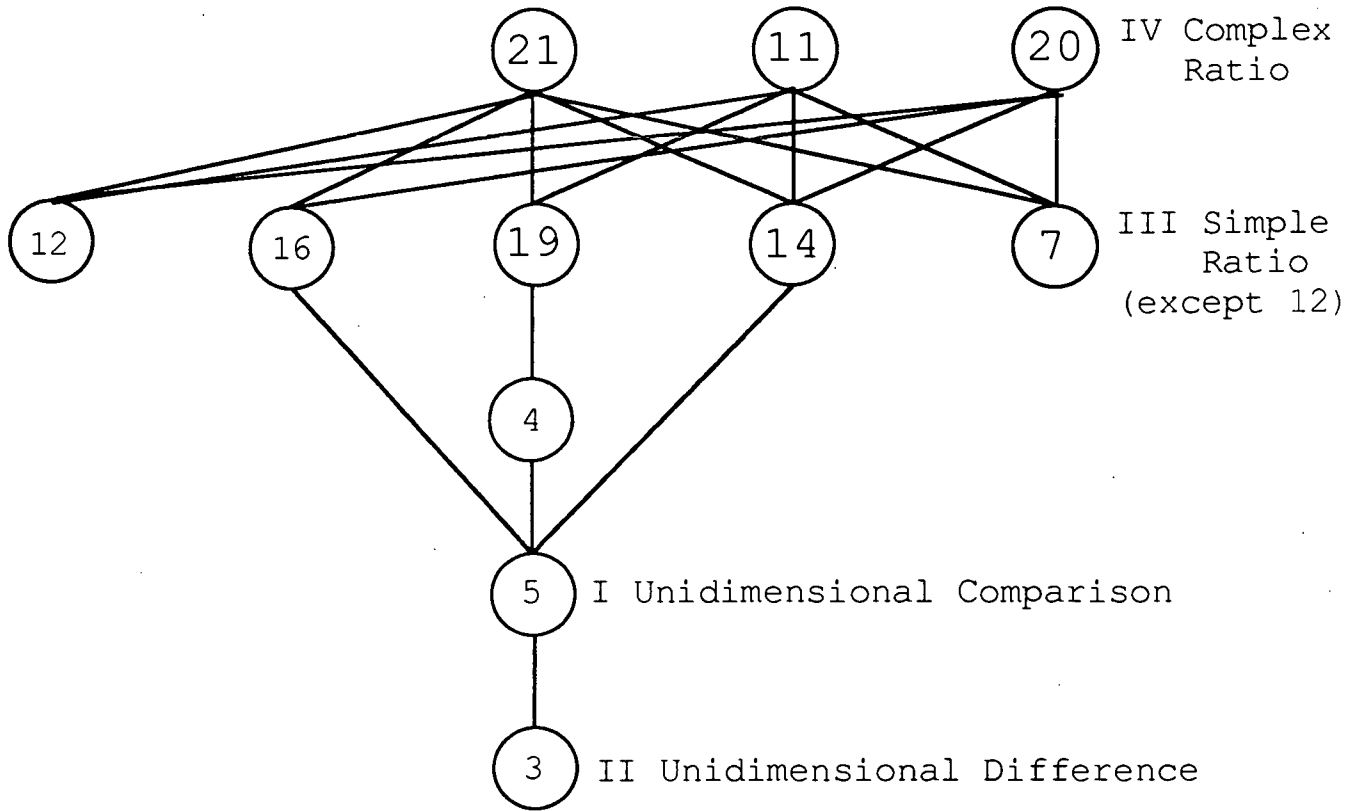 21 11 20 IV Complex
Ratio
12 16 19 14 7 III Simple
Ratio
(except 12)
4
5 I Unidimensional Comparison
3 II Unidimensional Difference